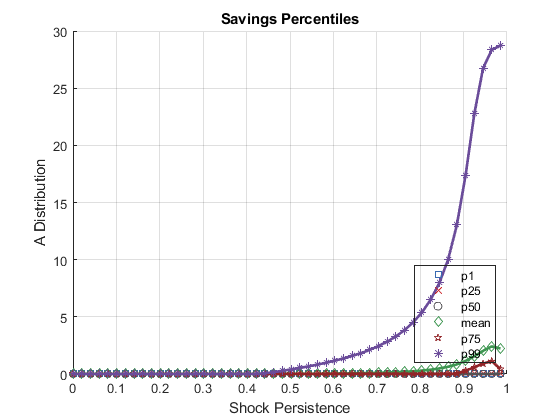 Savings Percentiles
30
25
20
15
10
5
0
A Distribution
p1
p25
p50
mean
p75
p99
0 0.1 0.2 0.3 0.4 0.5 0.6 0.7 0.8 0.9 1
Shock Persistence